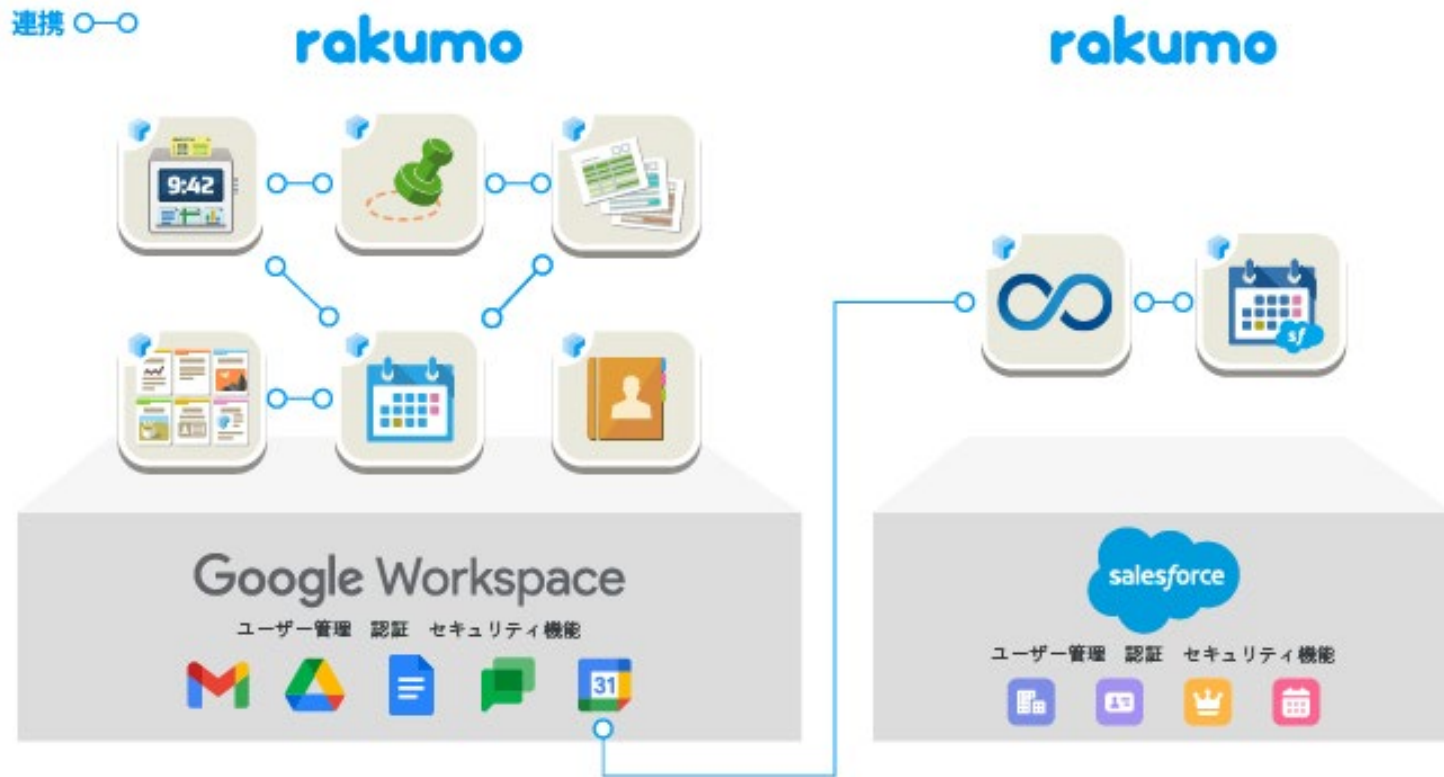 連携
rakumo
rakumo
9:42
sf
Google Workspace
ユーザー管理 認証 セキュリティ機能
31
salesforce
ユーザー管理 認証 セキュリティ機能